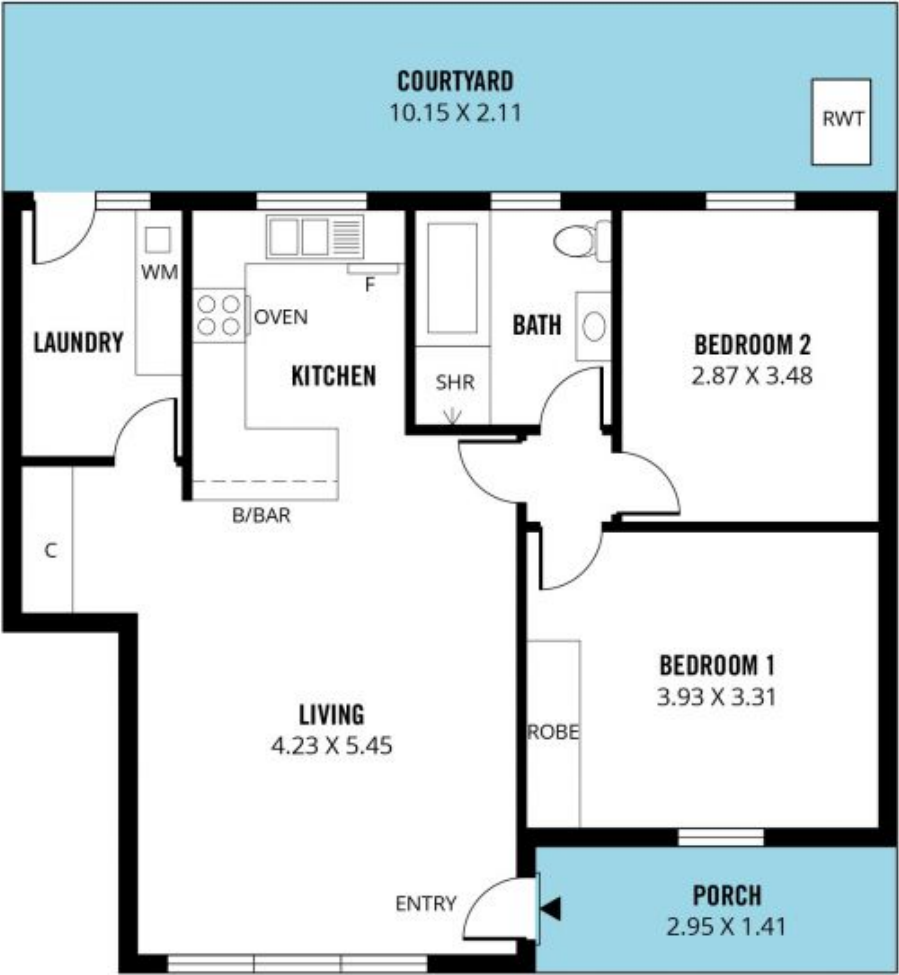 COURTYARD
10.15 X 2.11
RWT
WM
LAUNDRY
F
OVEN
KITCHEN
B/BAR
C
SHR
BATH
BEDROOM 2
2.87 X 3.48
BEDROOM 1
3.93 X 3.31
ROBE
LIVING
4.23 X 5.45
ENTRY
PORCH
2.95 X 1.41